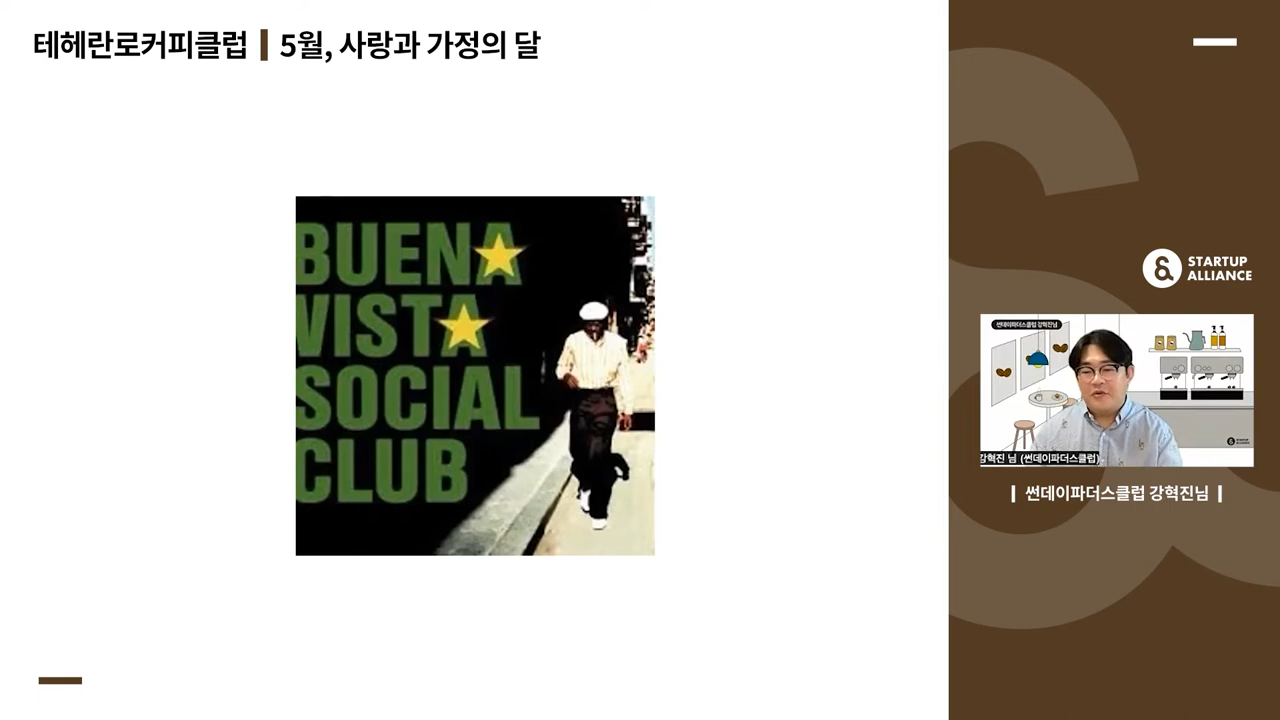 테헤란로커피클럽 | 5월, 사랑과 가정의 달
BUENA
VISTA
SOCIAL
CLUB
STARTUP
ALLIANCE
썬데이파더스클럽 강혁진님
강혁진 님 (썬데이파더스클럽)
STARTUP
ALLIANCE
| 썬데이파더스클럽 강혁진님 |